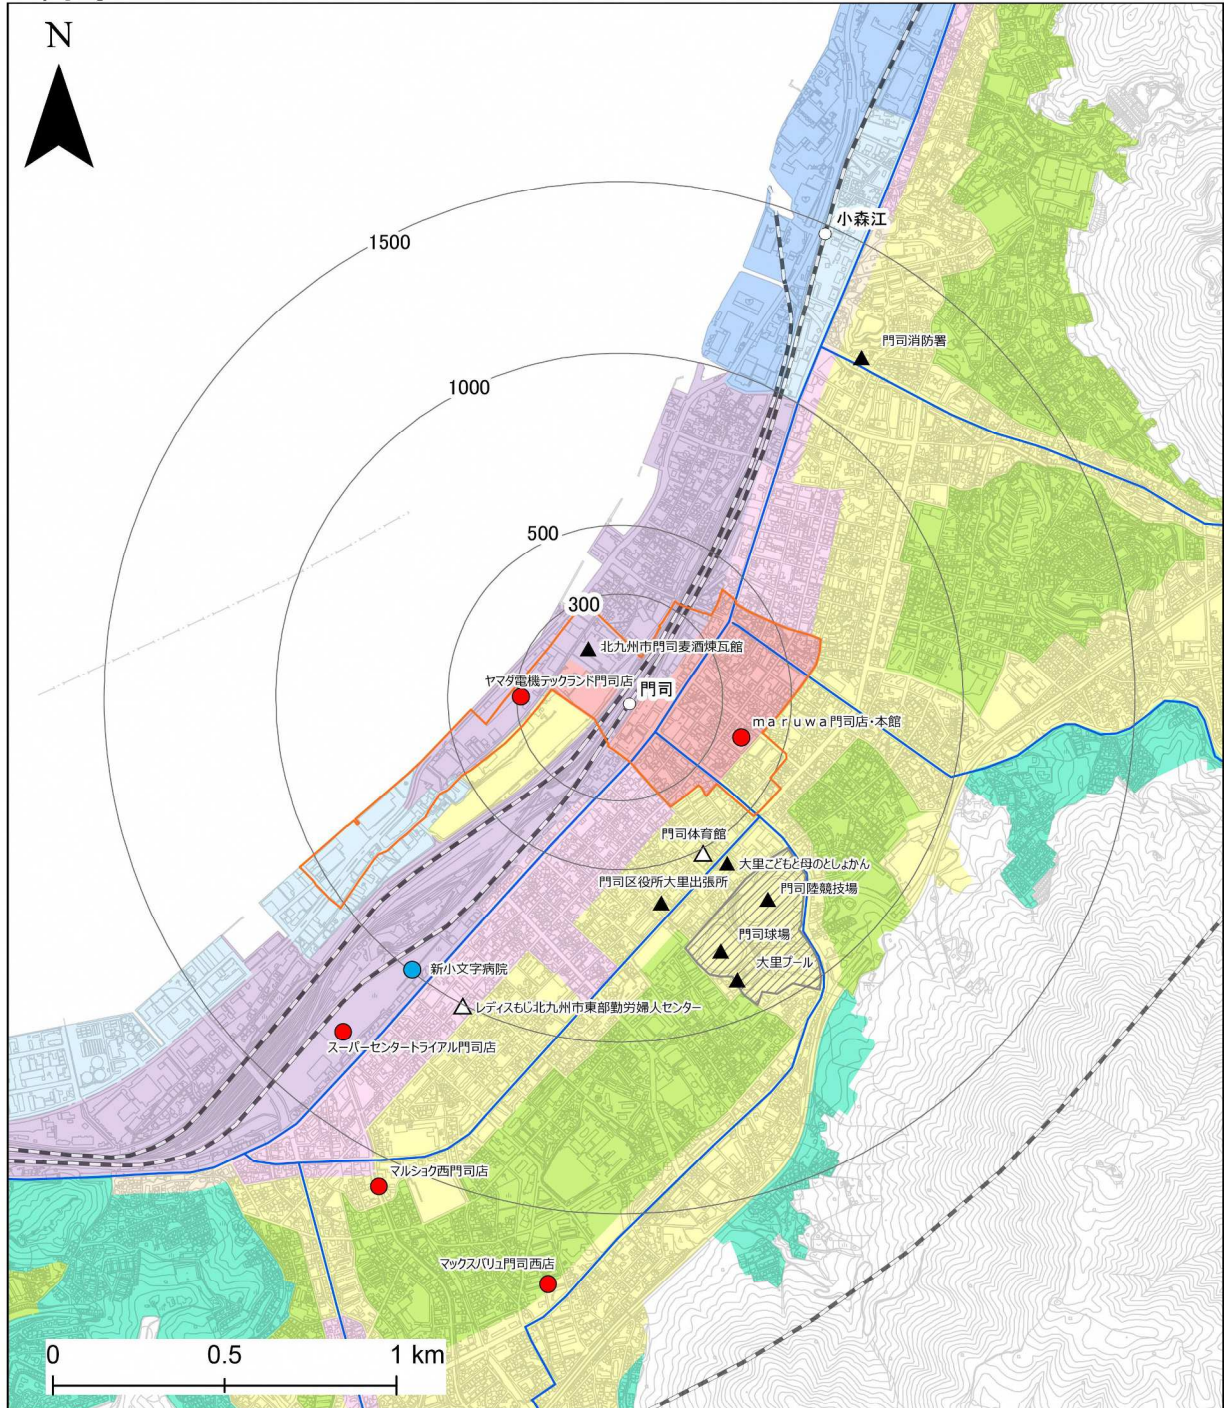 N
小森江
1500
門司消防署
1000
500
300
北九州市門司麦酒煉瓦館
ヤマダ電機テックランド門司店
門司
ｍａｒｕｗａ門司店・本館
門司体育館
大里こどもと母のとしょかん
門司区役所大里出張所
門司陸競技場
門司球場
大里プール
新小文字病院
レディスもじ北九州市東部勤労婦人センター
スーパーセンタートライアル門司店
マルショク西門司店
マックスバリュ門司西店
0 0.5 1 km